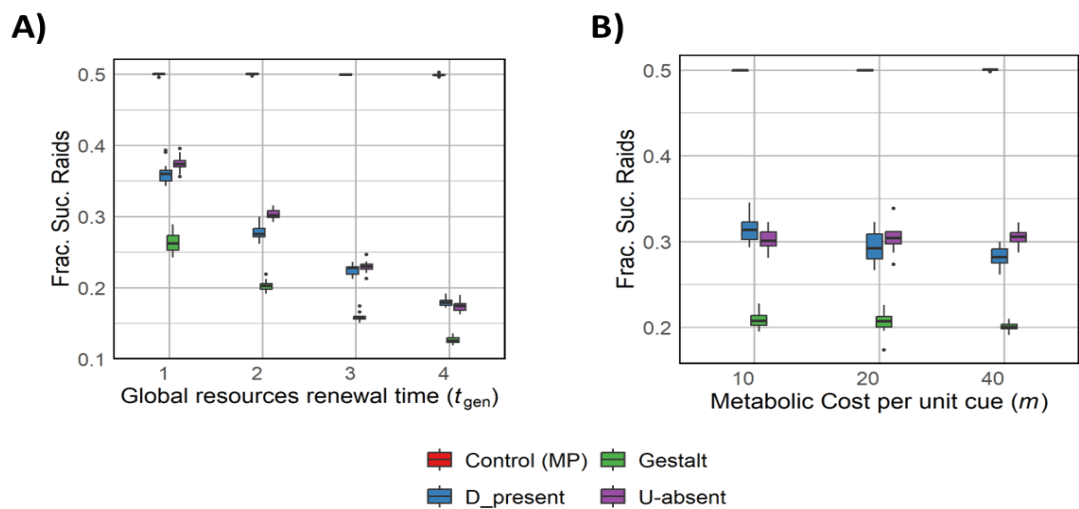 A)
Frac. Suc. Raids
0.5
0.4
0.3
0.2
0.1
1 2 3 4
Global resources renewal time (tgen)
B)
Frac. Suc. Raids
0.5
0.4
0.3
0.2
10 20 40
Metabolic Cost per unit cue (m)
Control (MP) Gestalt
D_present U-absent